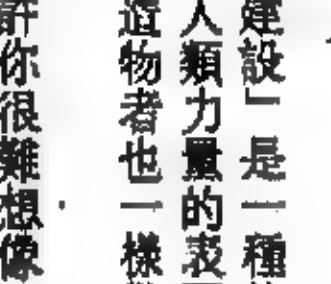 建設」是一種
人類力量的表
造物者也一樣
許你很難想像